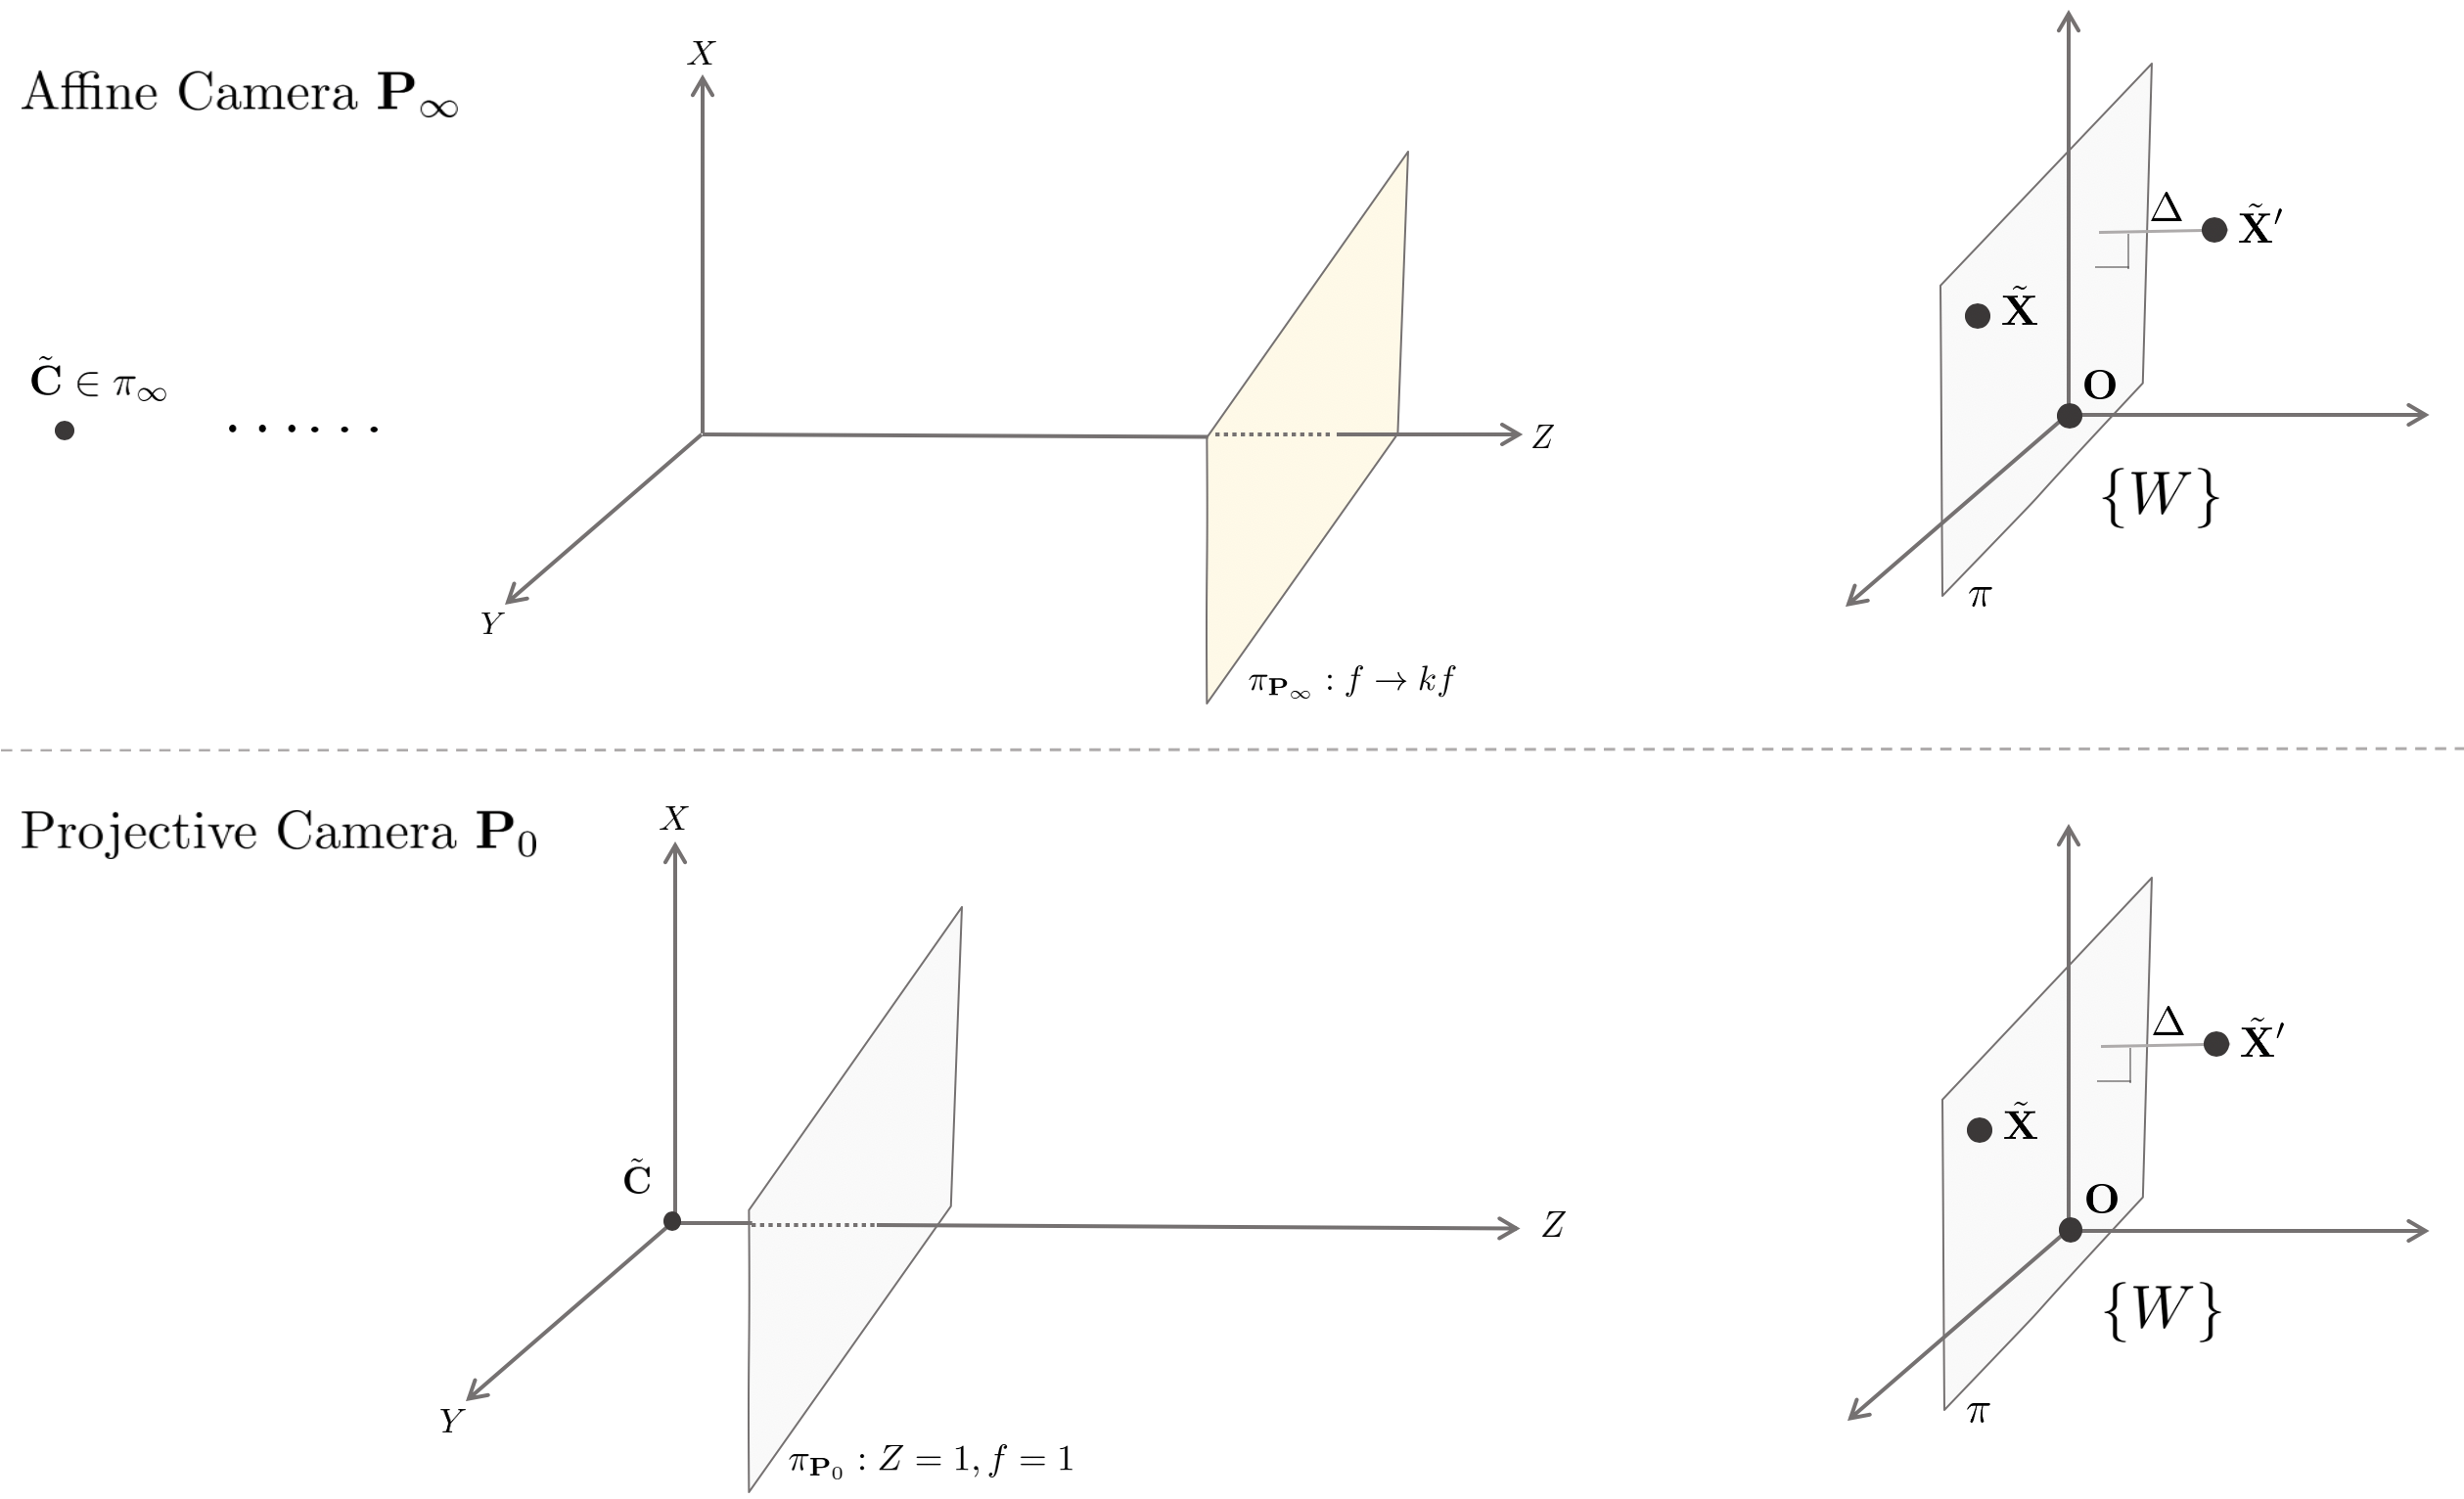 Affine Camera P∞
X
Δ
X̃′
X̃
C̃ ∈ π∞
O
Z
{W}
Y
π
π_P∞ : f → kf
Projective Camera P₀
X
Δ
X̃′
X̃
C̃
O
Z
{W}
Y
π
π_P₀ : Z = 1, f = 1